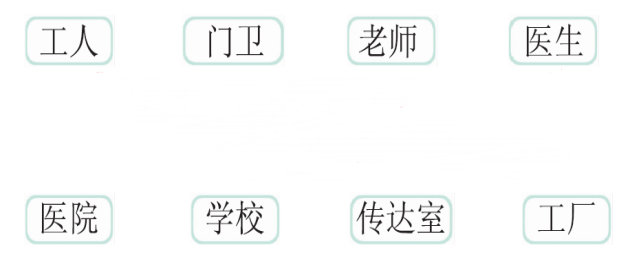 工人 门卫 老师 医生
医院 学校 传达室 工厂